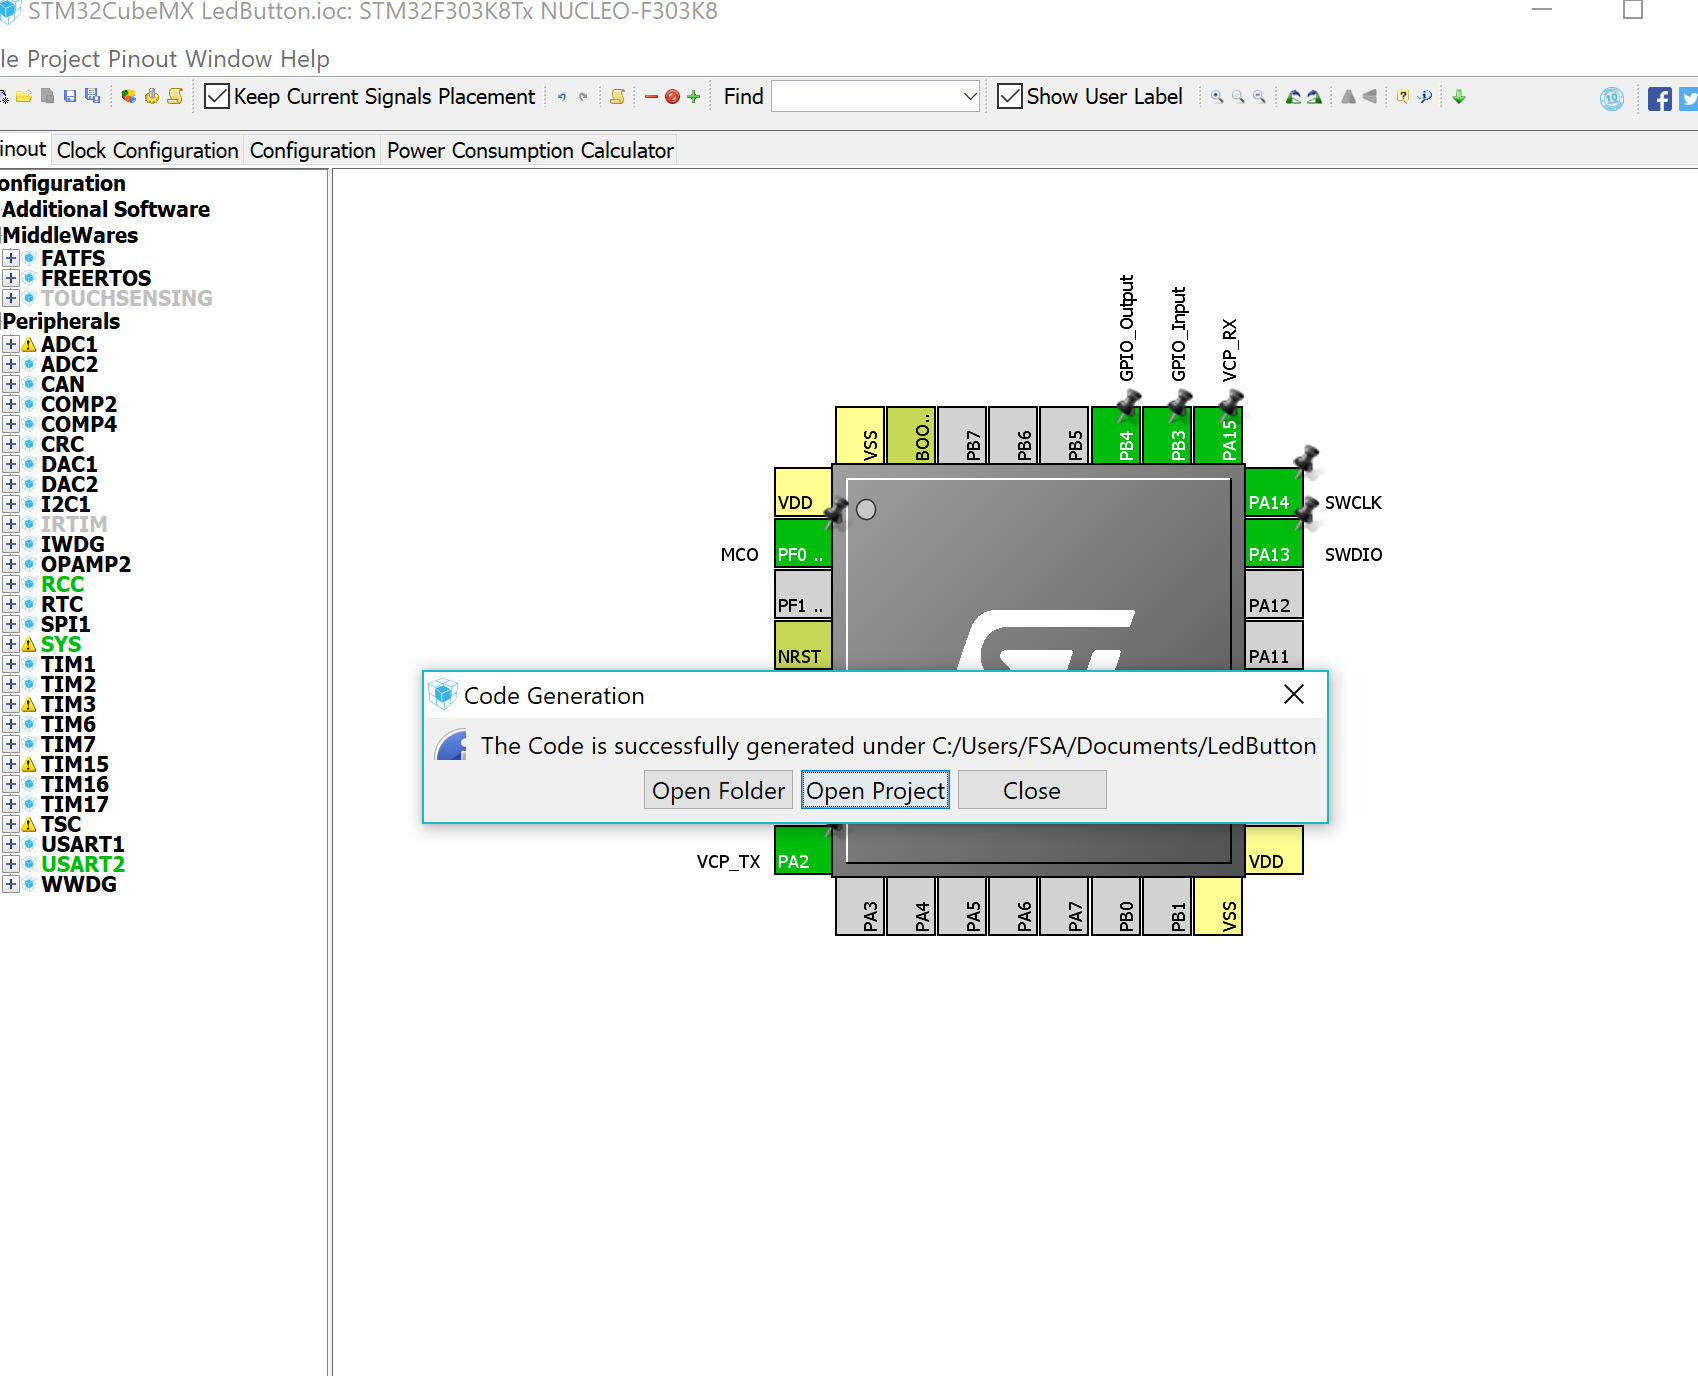 STM32CubeMX LedButton.ioc: STM32F303K8Tx NUCLEO-F303K8
le Project Pinout Window Help
Keep Current Signals Placement Find Show User Label 10
inout Clock Configuration Configuration Power Consumption Calculator
onfiguration
Additional Software
MiddleWares
FATFS
FREERTOS
TOUCHSENSING
Peripherals
ADC1
ADC2
CAN
COMP2
COMP4
CRC
DAC1
DAC2
I2C1
IRTIM
IWDG
OPAMP2
RCC
RTC
SPI1
SYS
TIM1
TIM2
TIM3
TIM6
TIM7
TIM15
TIM16
TIM17
TSC
USART1
USART2
WWDG
GPIO_Output
GPIO_Input
VCP_RX
VSS
BOO..
PB7
PB6
PB5
PB4
PB3
PA15
VDD
MCO PF0 ..
PF1 ..
NRST
PA14 SWCLK
PA13 SWDIO
PA12
PA11
Code Generation
The Code is successfully generated under C:/Users/FSA/Documents/LedButton
Open Folder Open Project Close
VCP_TX PA2
VDD
PA3
PA4
PA5
PA6
PA7
PB0
PB1
VSS